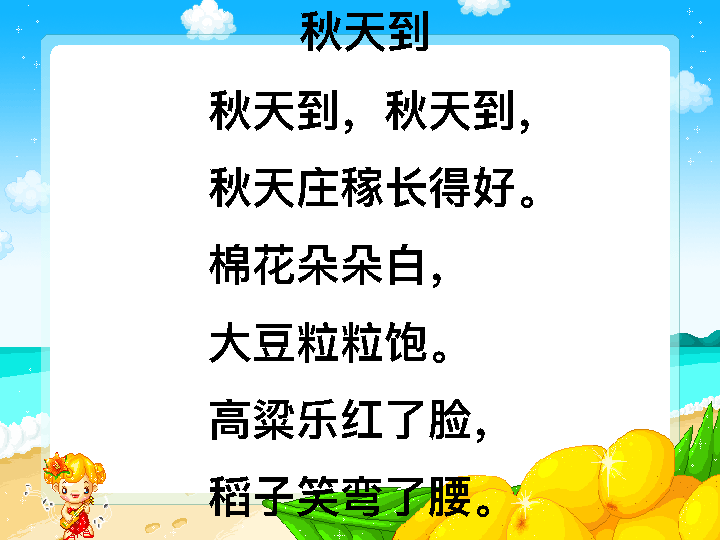 秋天到
秋天到，秋天到，
秋天庄稼长得好。
棉花朵朵白，
大豆粒粒饱。
高粱乐红了脸，
稻子笑弯了腰。